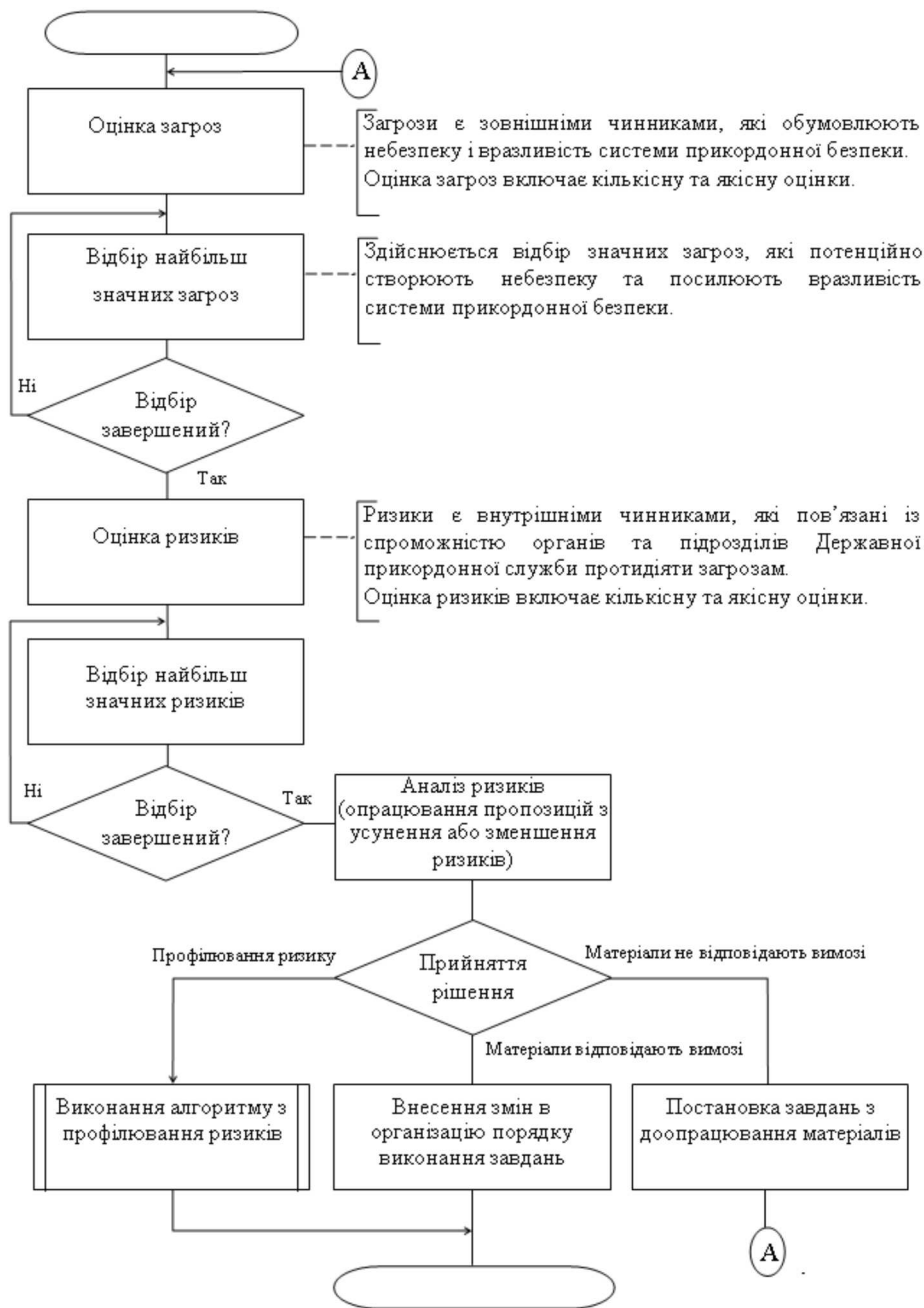 А
Оцінка загроз
Загрози є зовнішніми чинниками, які обумовлюють
небезпеку і вразливість системи прикордонної безпеки.
Оцінка загроз включає кількісну та якісну оцінки.
Відбір найбільш
значних загроз
Здійснюється відбір значних загроз, які потенційно
створюють небезпеку та посилюють вразливість
системи прикордонної безпеки.
Ні
Відбір
завершений?
Так
Оцінка ризиків
Ризики є внутрішніми чинниками, які пов’язані із
спроможністю органів та підрозділів Державної
прикордонної служби протидіяти загрозам.
Оцінка ризиків включає кількісну та якісну оцінки.
Відбір найбільш
значних ризиків
Ні
Відбір
завершений?
Так
Аналіз ризиків
(опрацювання пропозицій з
усунення або зменшення
ризиків)
Профілювання ризику
Прийняття
рішення
Матеріали не відповідають вимозі
Матеріали відповідають вимозі
Виконання алгоритму з
профілювання ризиків
Внесення змін в
організацію порядку
виконання завдань
Постановка завдань з
доопрацювання матеріалів
А
.